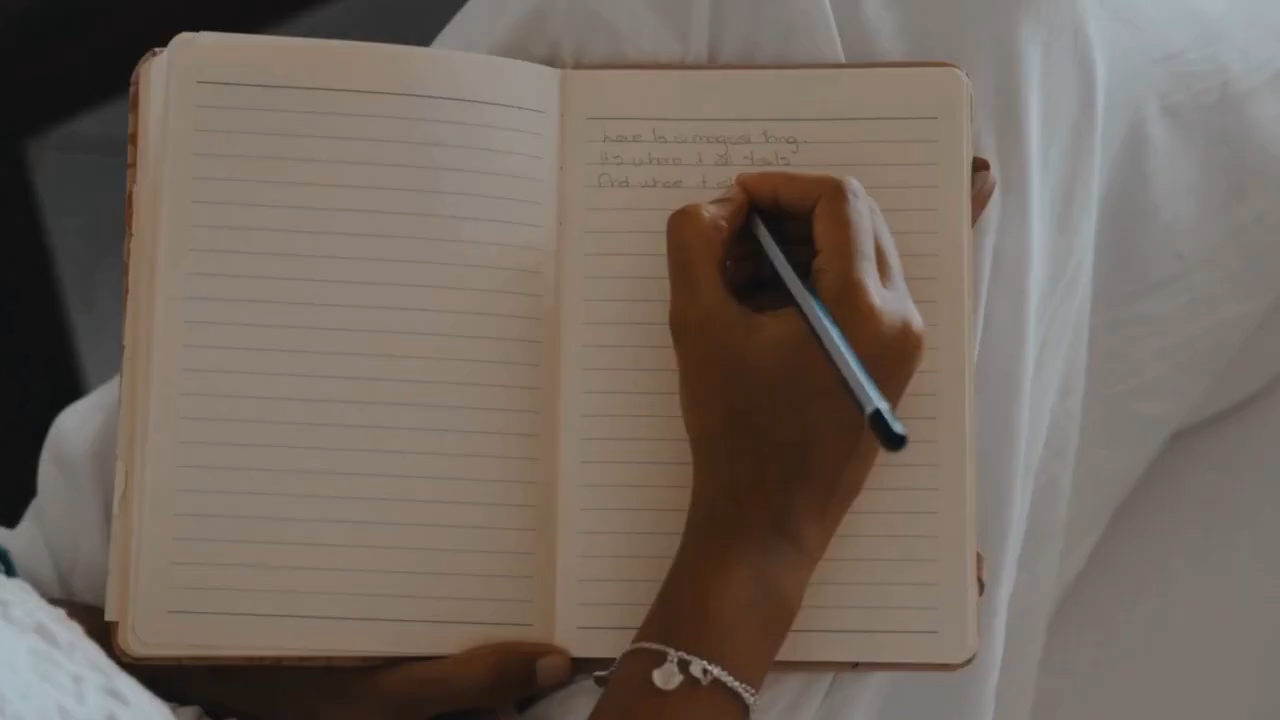 Love Is a magical thing.
It's where it all starts
And where it